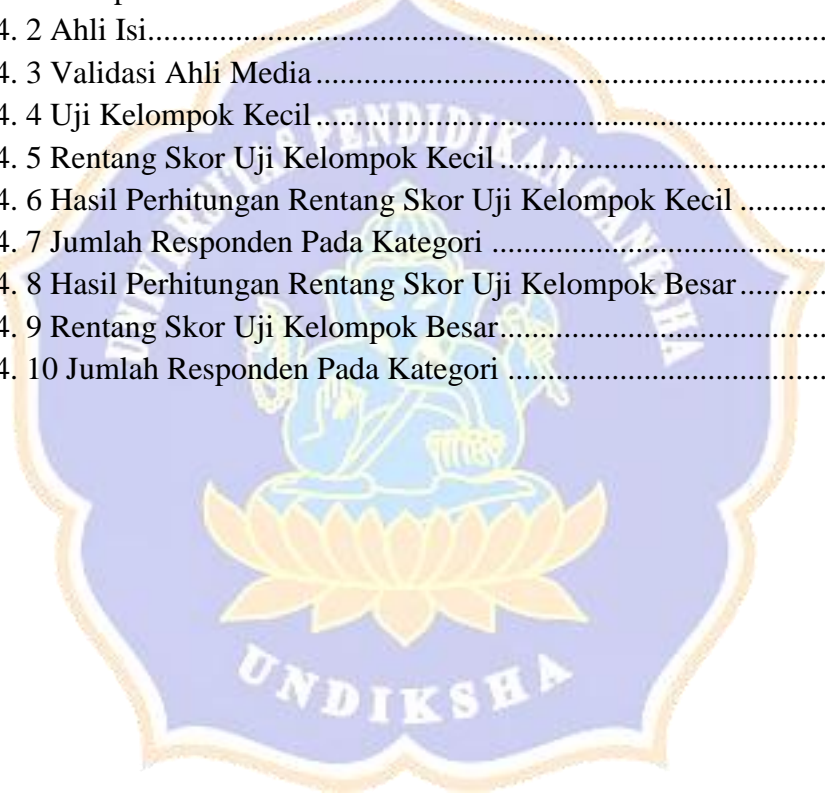 4. 2 Ahli Isi
4. 3 Validasi Ahli Media
4. 4 Uji Kelompok Kecil
4. 5 Rentang Skor Uji Kelompok Kecil
4. 6 Hasil Perhitungan Rentang Skor Uji Kelompok Kecil
4. 7 Jumlah Responden Pada Kategori
4. 8 Hasil Perhitungan Rentang Skor Uji Kelompok Besar
4. 9 Rentang Skor Uji Kelompok Besar
4. 10 Jumlah Responden Pada Kategori
UNIVERSITAS PENDIDIKAN GANESHA
UNDIKSHA